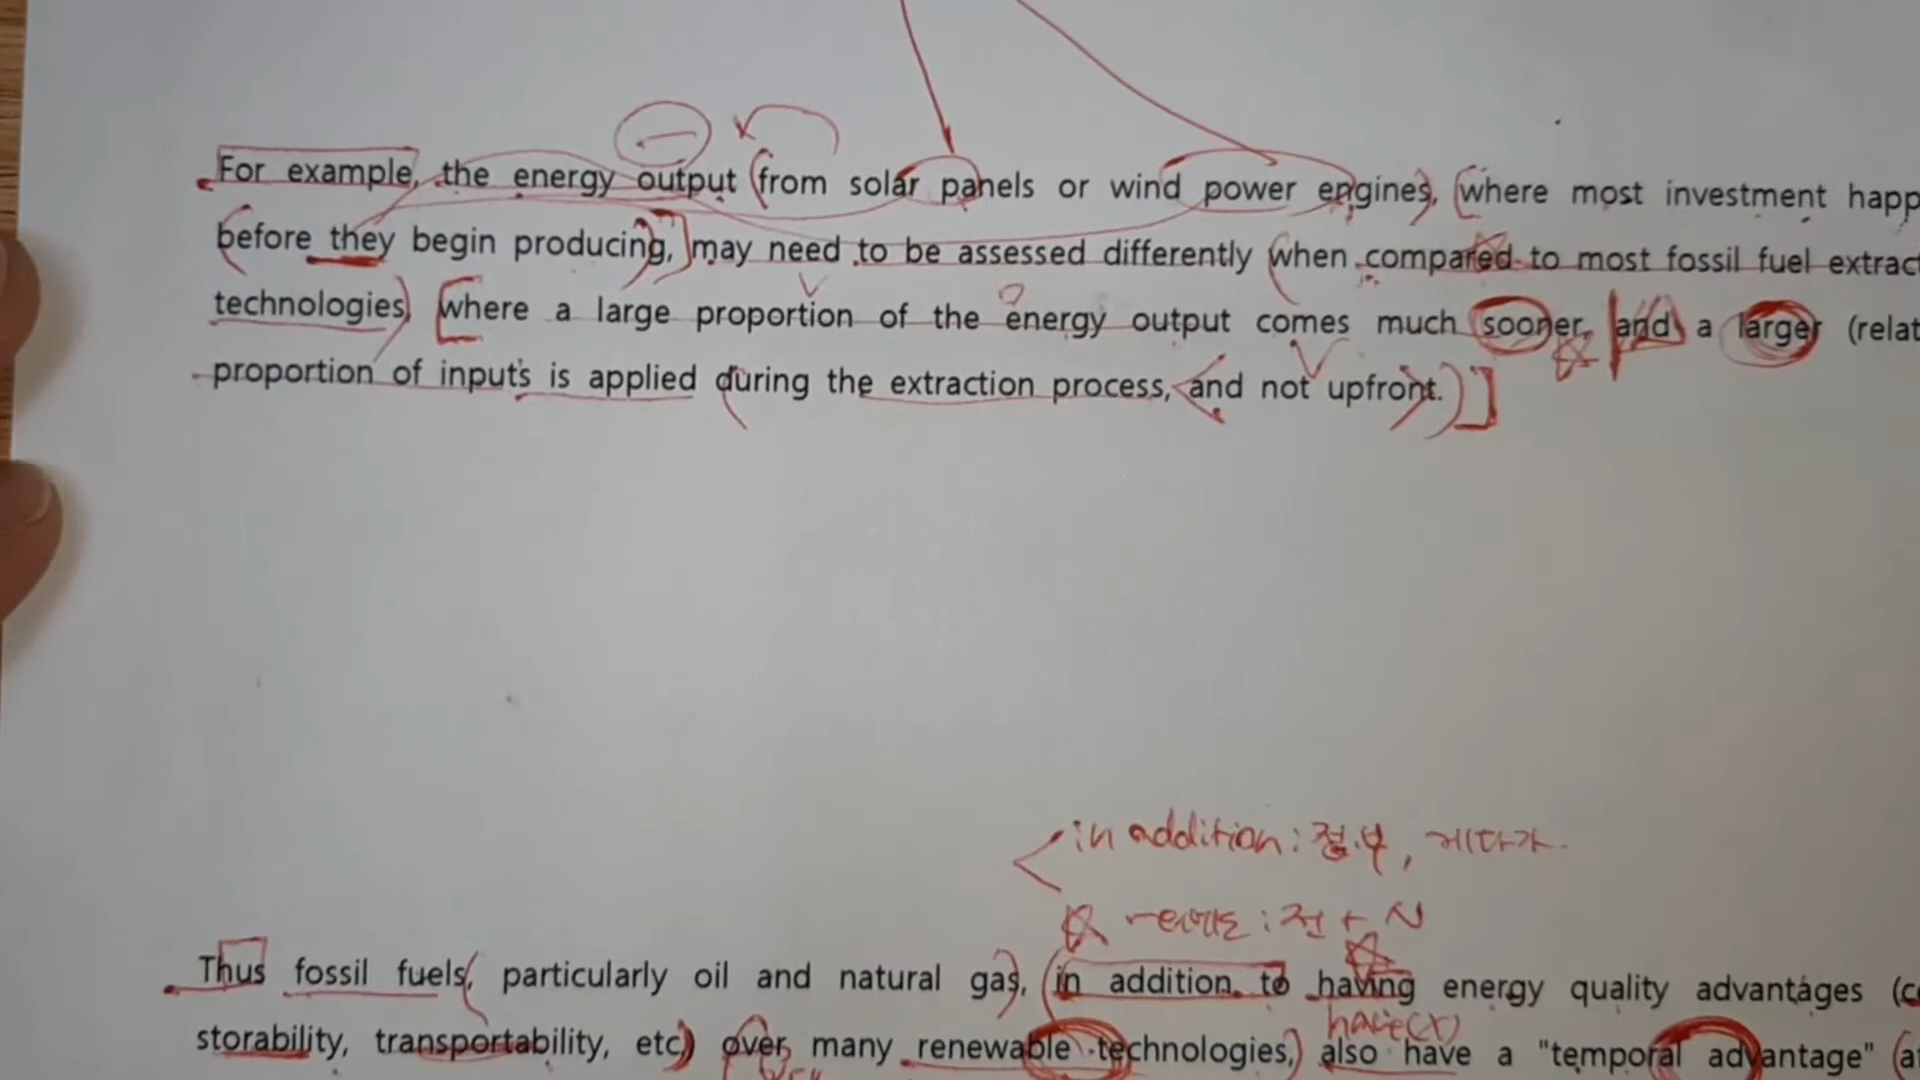 For example, the energy output from solar panels or wind power engines, where most investment happ
before they begin producing, may need to be assessed differently when compared to most fossil fuel extract
technologies, where a large proportion of the energy output comes much sooner, and a larger (relat
proportion of inputs is applied during the extraction process, and not upfront.
in addition : 접.부, 게다가
: 전 + N
Thus fossil fuels, particularly oil and natural gas, in addition to having energy quality advantages (c
have(x)
storability, transportability, etc.) over many renewable technologies, also have a "temporal advantage" (a